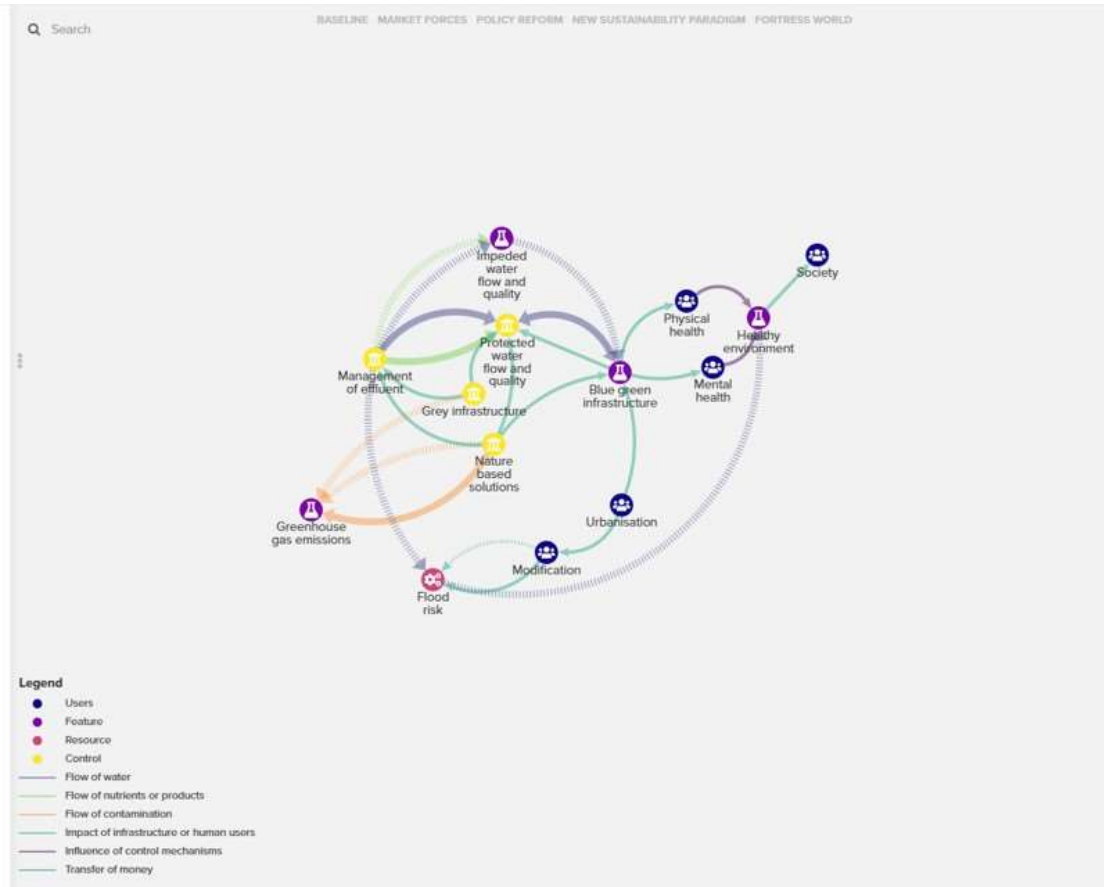 Search
BASELINE MARKET FORCES POLICY REFORM NEW SUSTAINABILITY PARADIGM FORTRESS WORLD
Impeded
water
flow and
quality
Society
Physical
health
Healthy
environment
Protected
water
flow and
quality
Management
of effluent
Blue green
infrastructure
Mental
health
Grey infrastructure
Nature
based
solutions
Greenhouse
gas emissions
Urbanisation
Modification
Flood
risk
Legend
Users
Feature
Resource
Control
Flow of water
Flow of nutrients or products
Flow of contamination
Impact of infrastructure or human users
Influence of control mechanisms
Transfer of money